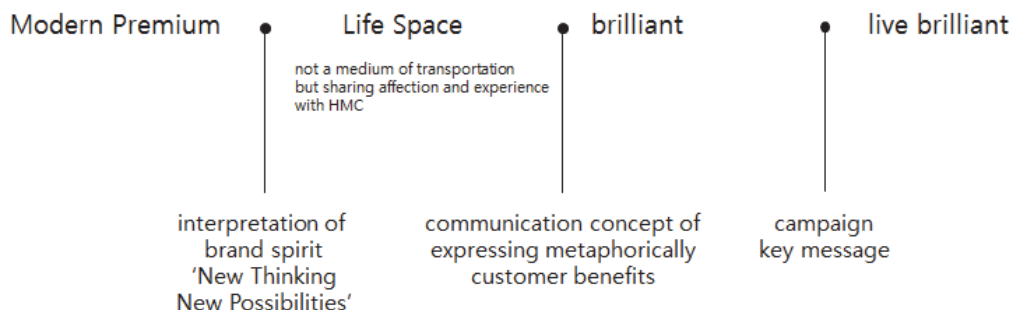 Modern Premium
Life Space
brilliant
live brilliant
not a medium of transportation
but sharing affection and experience
with HMC
interpretation of
brand spirit
‘New Thinking
New Possibilities’
communication concept of
expressing metaphorically
customer benefits
campaign
key message